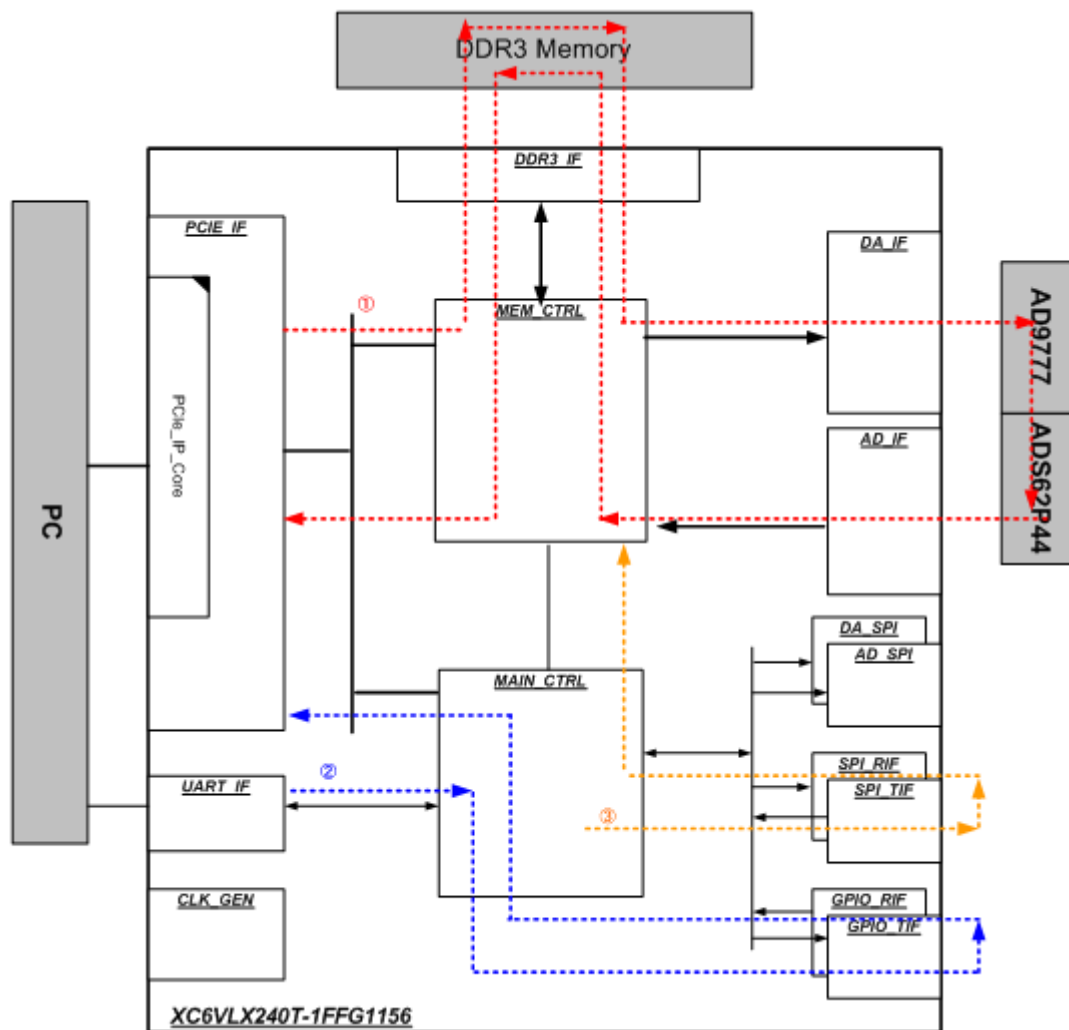 DDR3 Memory
DDR3_IF
PCIE_IF
DA_IF
①
MEM_CTRL
AD9777
PCIe_IP_Core
AD_IF
ADS62P44
PC
DA_SPI
MAIN_CTRL
AD_SPI
②
SPI_RIF
UART_IF
SPI_TIF
③
CLK_GEN
GPIO_RIF
GPIO_TIF
XC6VLX240T-1FFG1156